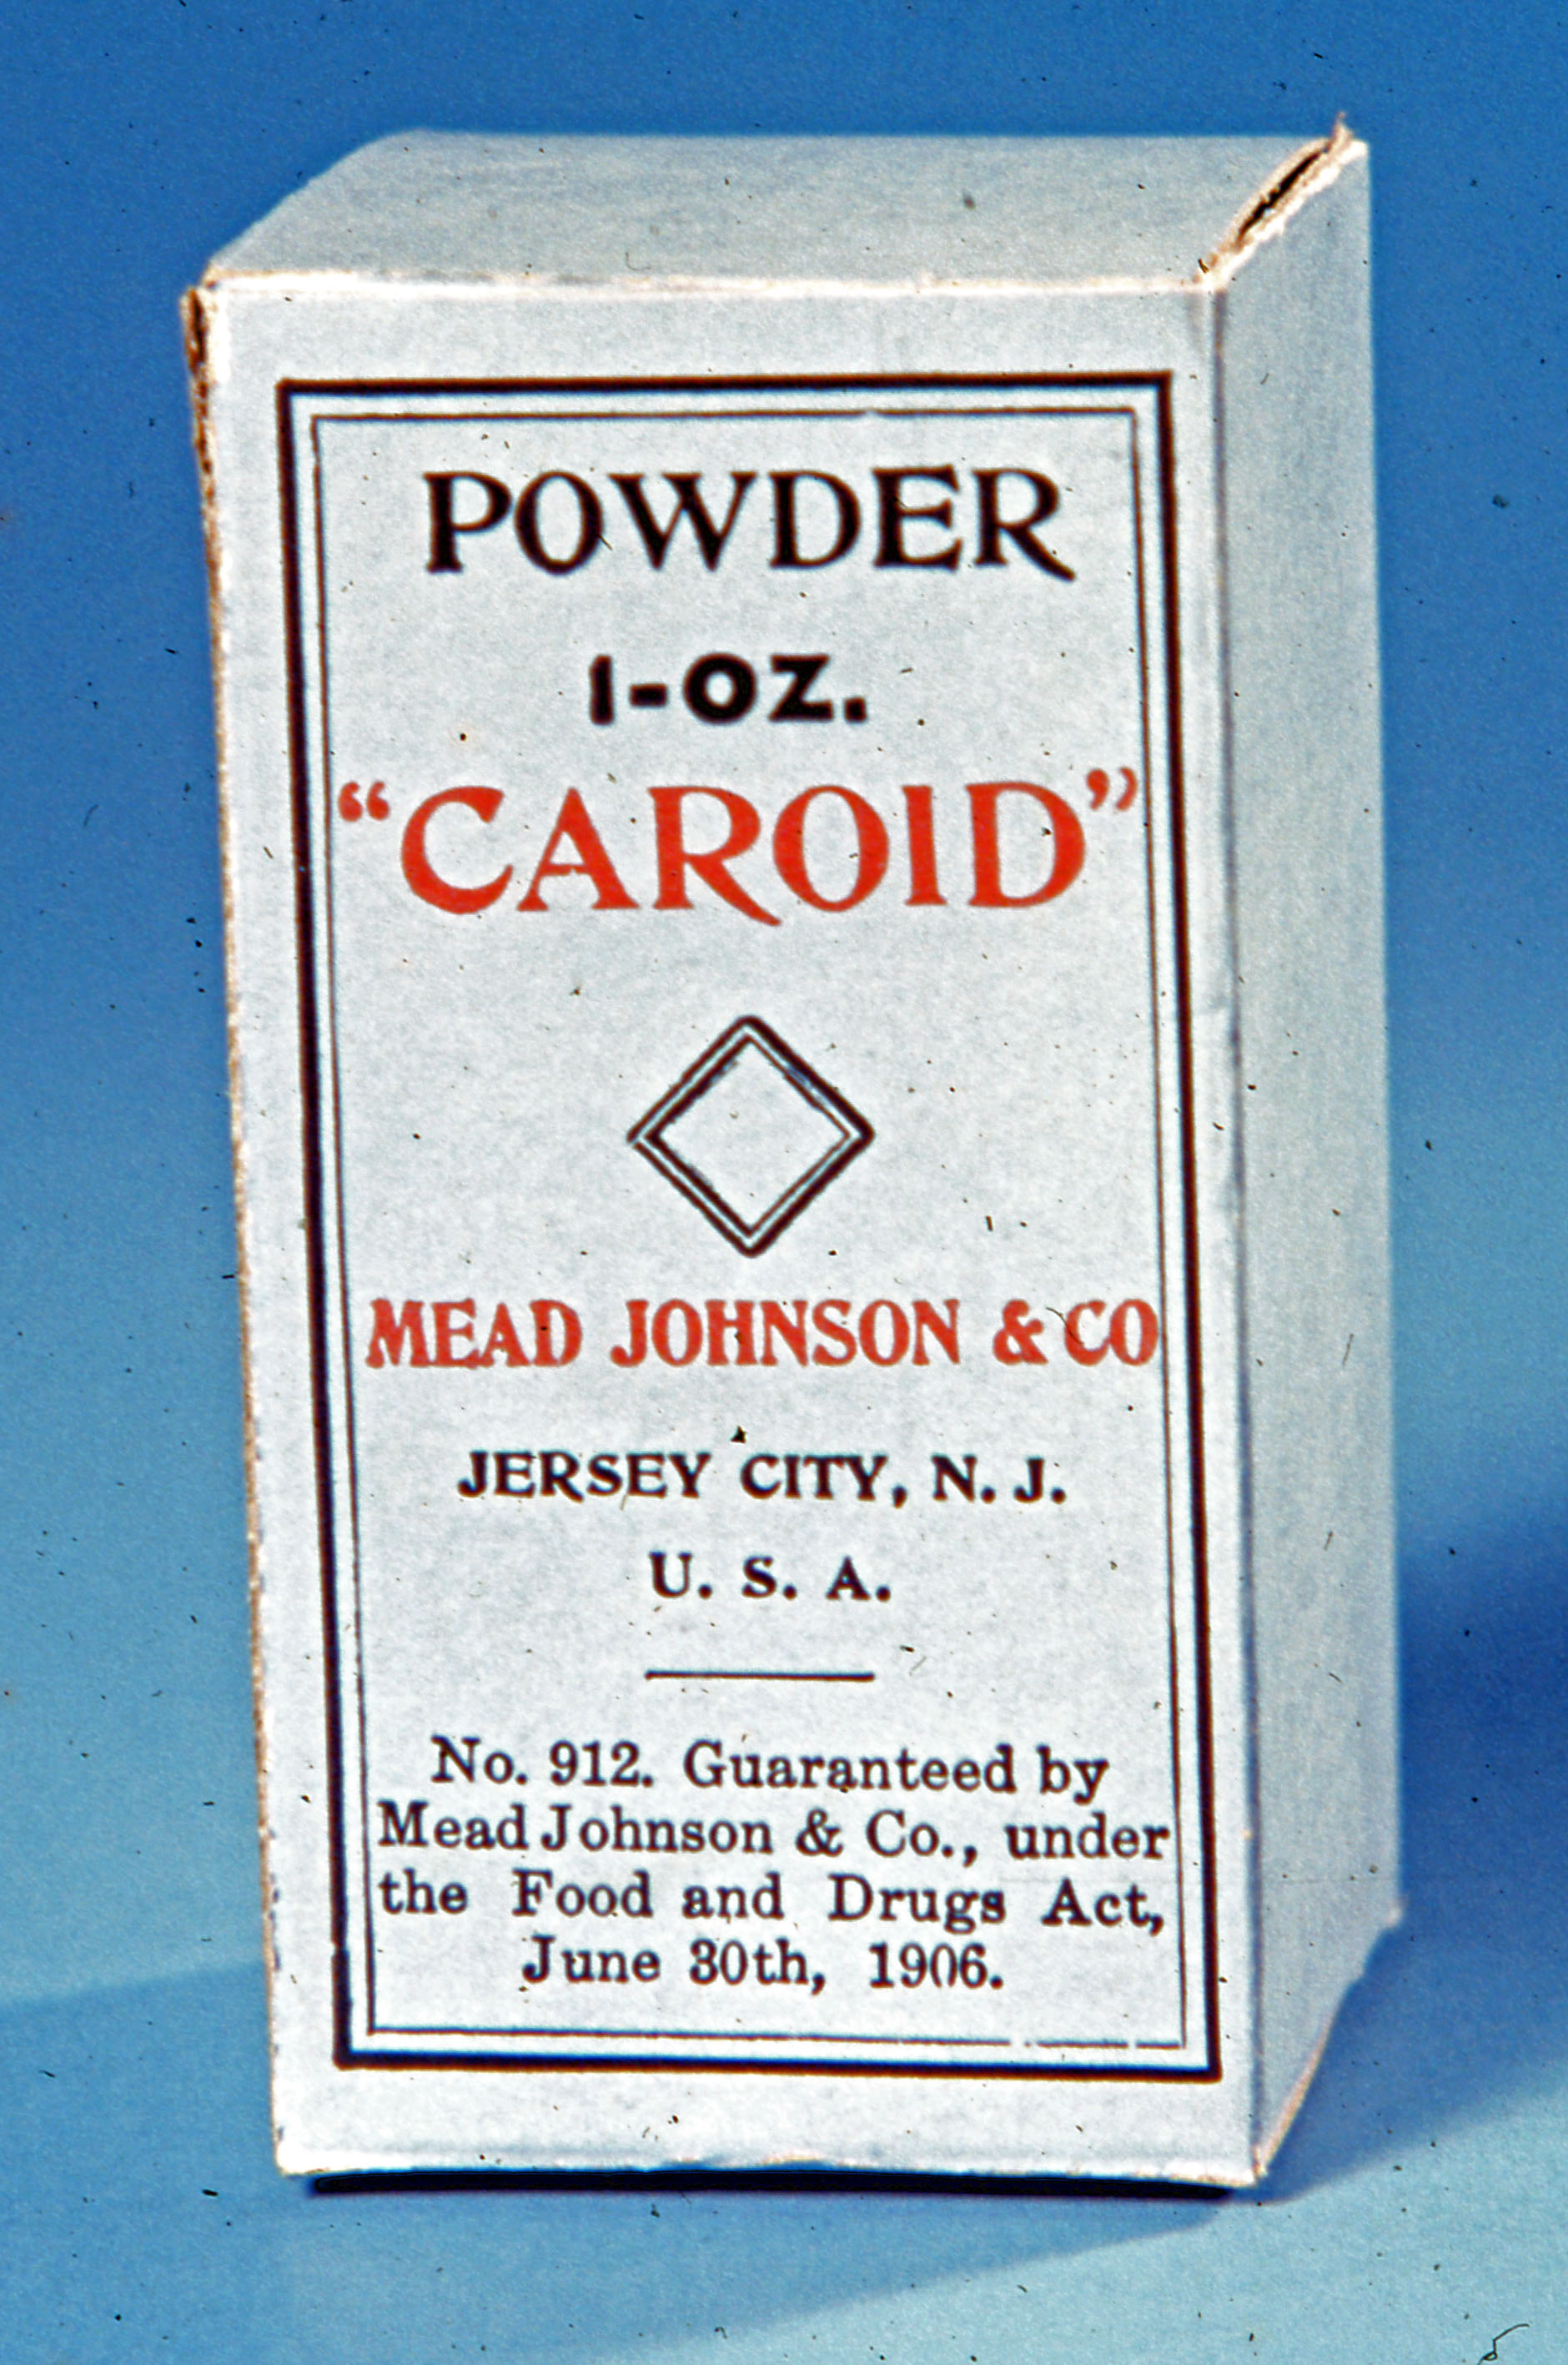 POWDER
1-OZ.
“CAROID”
MEAD JOHNSON & CO
JERSEY CITY, N. J.
U. S. A.
No. 912. Guaranteed by
Mead Johnson & Co., under
the Food and Drugs Act,
June 30th, 1906.